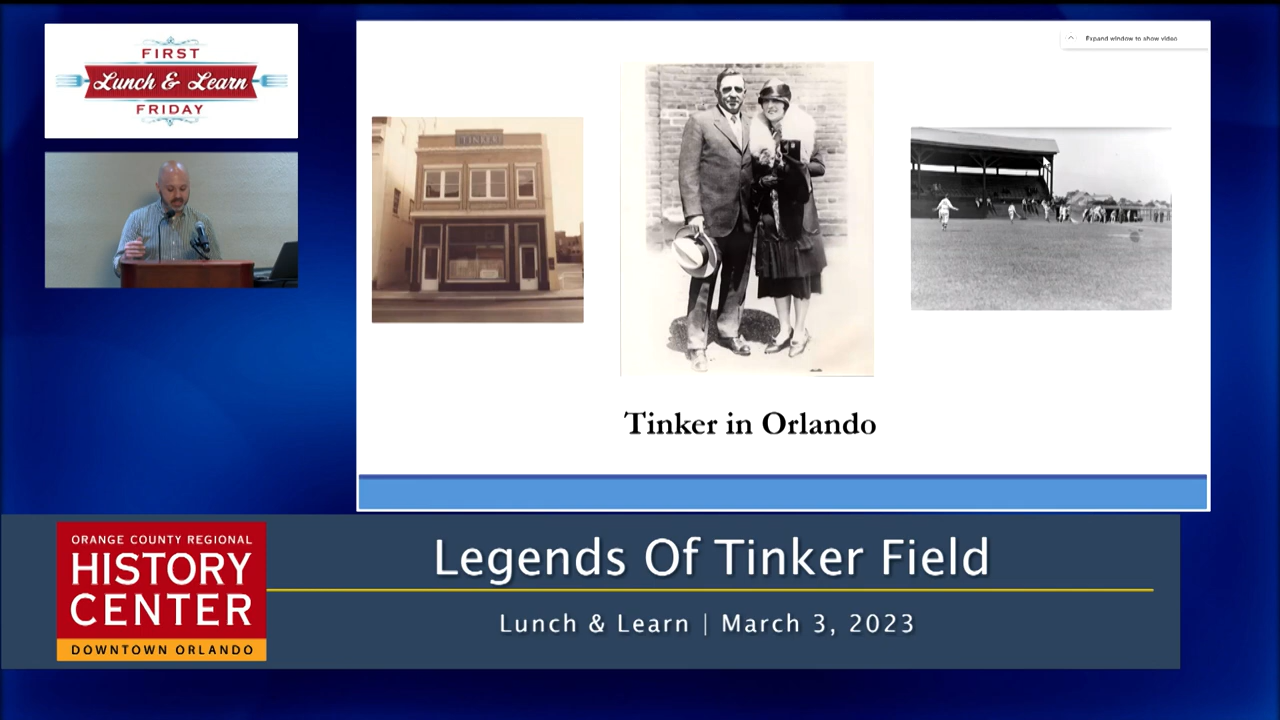 FIRST
Lunch & Learn
FRIDAY
Expand window to show video
TINKER
Tinker in Orlando
ORANGE COUNTY REGIONAL
HISTORY
CENTER
DOWNTOWN ORLANDO
Legends Of Tinker Field
Lunch & Learn | March 3, 2023